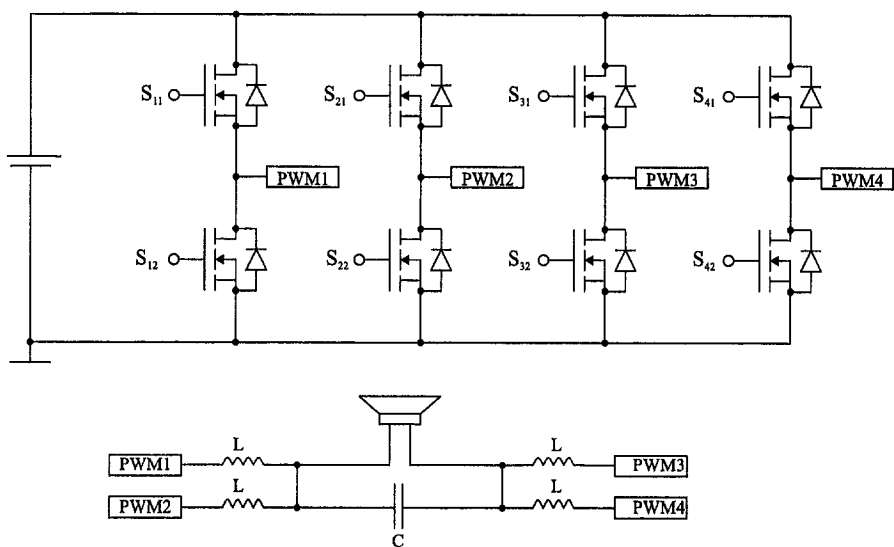 S11 S21 S31 S41
PWM1 PWM2 PWM3 PWM4
S12 S22 S32 S42
L L
PWM1 PWM3
L L
PWM2 PWM4
C